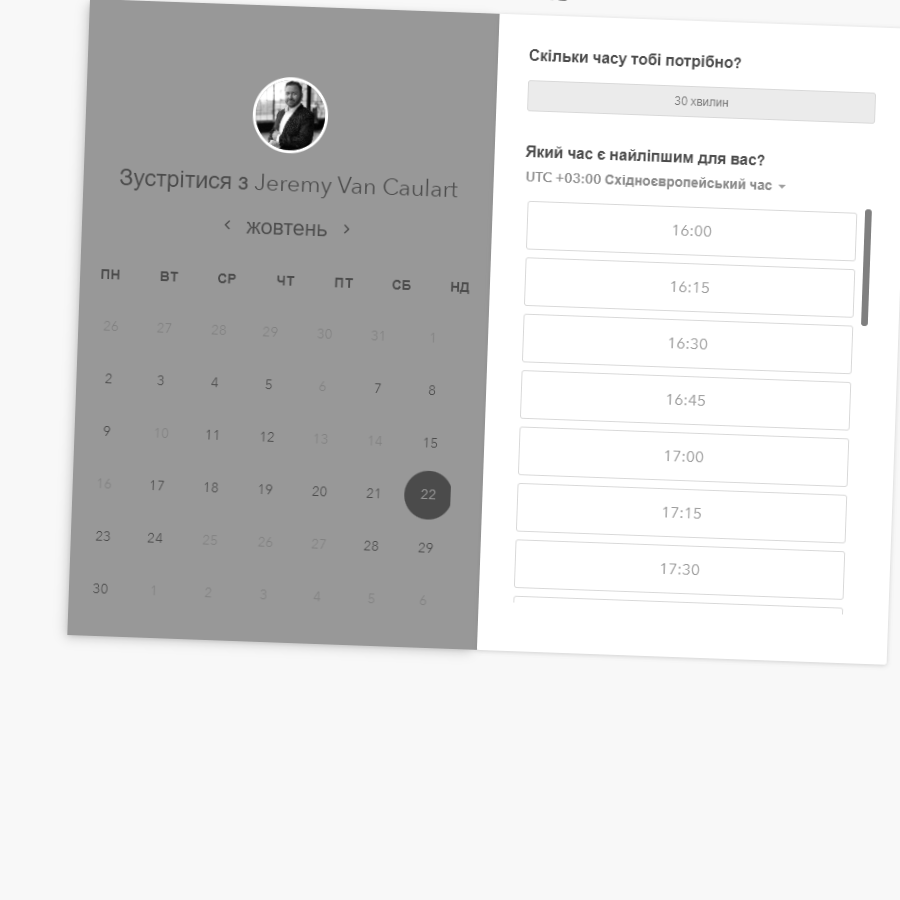 Зустрітися з Jeremy Van Caulart
‹ жовтень ›
ПН ВТ СР ЧТ ПТ СБ НД
26 27 28 29 30 31 1
2 3 4 5 6 7 8
9 10 11 12 13 14 15
16 17 18 19 20 21 22
23 24 25 26 27 28 29
30 1 2 3 4 5 6
Скільки часу тобі потрібно?
30 хвилин
Який час є найліпшим для вас?
UTC +03:00 Східноєвропейський час
16:00
16:15
16:30
16:45
17:00
17:15
17:30